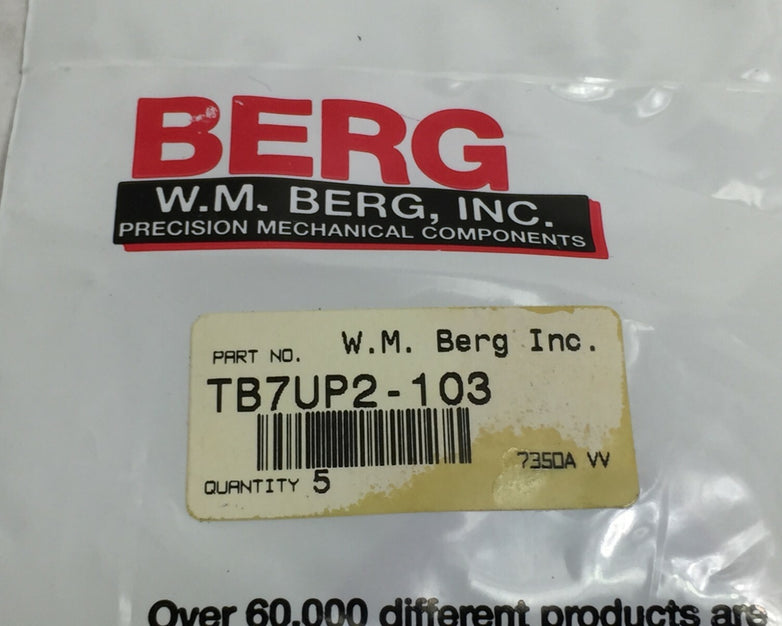 BERG
W.M. BERG, INC.
PRECISION MECHANICAL COMPONENTS
PART NO. W.M. Berg Inc.
TB7UP2-103
7350A VV
QUANTITY 5
Over 60,000 different products are